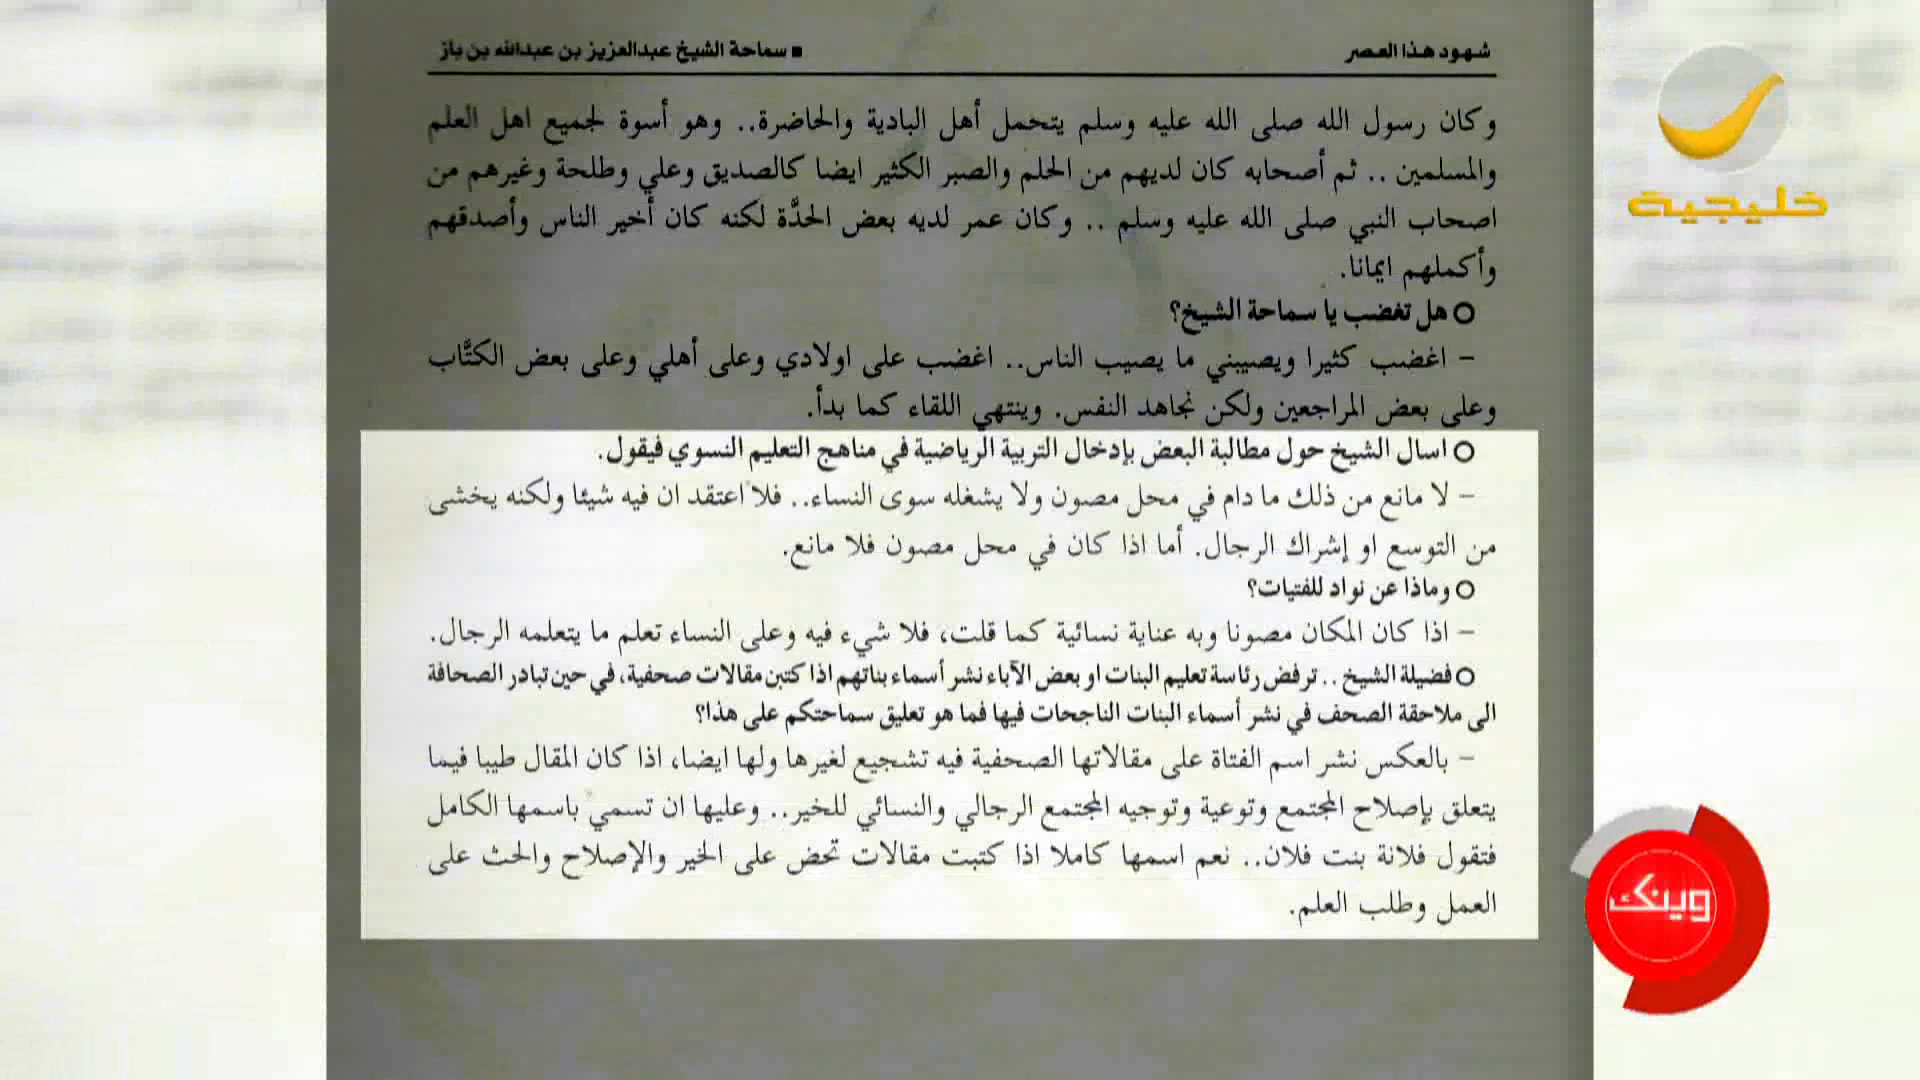 شهود هذا العصر
■ سماحة الشيخ عبدالعزيز بن عبدالله بن باز
وكان رسول الله صلى الله عليه وسلم يتحمل أهل البادية والحاضرة.. وهو أسوة لجميع اهل العلم
والمسلمين .. ثم أصحابه كان لديهم من الحلم والصبر الكثير ايضا كالصديق وعلي وطلحة وغيرهم من
اصحاب النبي صلى الله عليه وسلم .. وكان عمر لديه بعض الحدَّة لكنه كان أخير الناس وأصدقهم
وأكملهم ايمانا.
○ هل تغضب يا سماحة الشيخ؟
– اغضب كثيرا ويصيبني ما يصيب الناس.. اغضب على اولادي وعلى أهلي وعلى بعض الكتَّاب
وعلى بعض المراجعين ولكن نجاهد النفس. وينتهي اللقاء كما بدأ.
○ اسال الشيخ حول مطالبة البعض بإدخال التربية الرياضية في مناهج التعليم النسوي فيقول.
– لا مانع من ذلك ما دام في محل مصون ولا يشغله سوى النساء.. فلا اعتقد ان فيه شيئا ولكنه يخشى
من التوسع او إشراك الرجال. أما اذا كان في محل مصون فلا مانع.
○ وماذا عن نواد للفتيات؟
– اذا كان المكان مصونا وبه عناية نسائية كما قلت، فلا شيء فيه وعلى النساء تعلم ما يتعلمه الرجال.
○ فضيلة الشيخ .. ترفض رئاسة تعليم البنات او بعض الآباء نشر أسماء بناتهم اذا كتبن مقالات صحفية، في حين تبادر الصحافة
الى ملاحقة الصحف في نشر أسماء البنات الناجحات فيها فما هو تعليق سماحتكم على هذا؟
– بالعكس نشر اسم الفتاة على مقالاتها الصحفية فيه تشجيع لغيرها ولها ايضا، اذا كان المقال طيبا فيما
يتعلق بإصلاح المجتمع وتوعية وتوجيه المجتمع الرجالي والنسائي للخير.. وعليها ان تسمي باسمها الكامل
فتقول فلانة بنت فلان.. نعم اسمها كاملا اذا كتبت مقالات تحض على الخير والإصلاح والحث على
العمل وطلب العلم.
خليجية
وينك